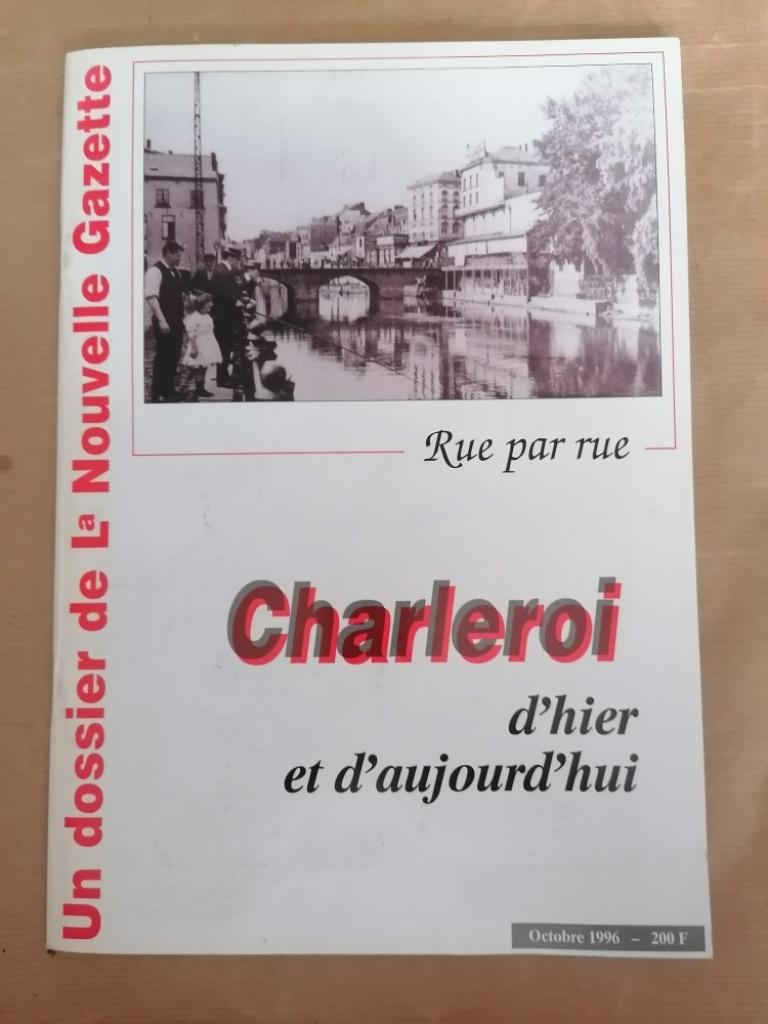 Un dossier de La Nouvelle Gazette
Rue par rue
Charleroi
d'hier
et d'aujourd'hui
Octobre 1996 – 200 F